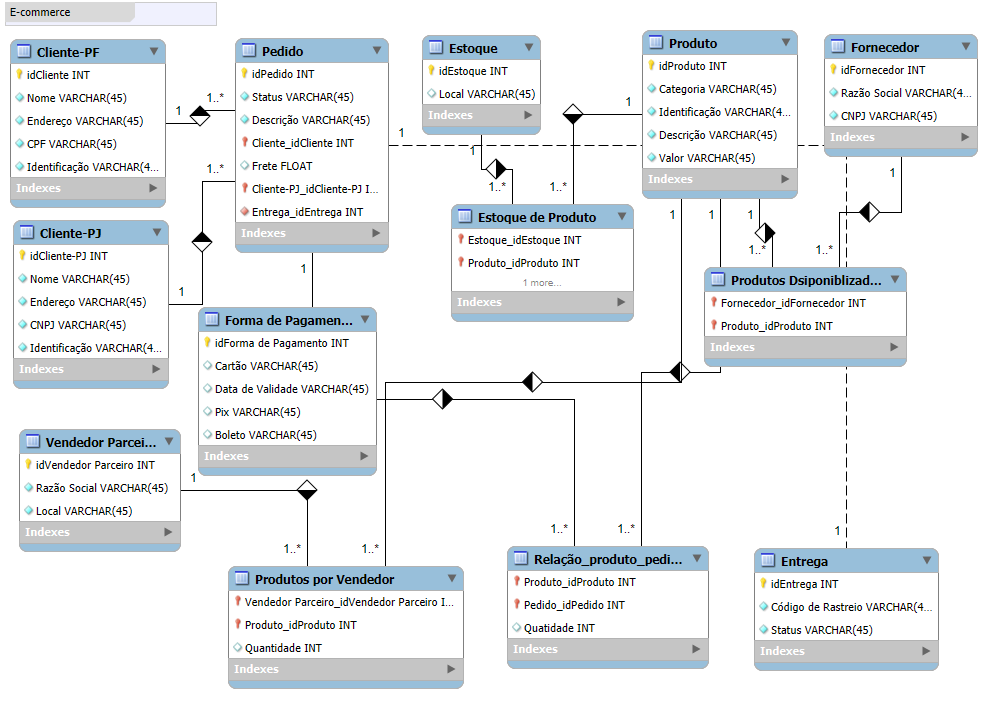 E-commerce
Cliente-PF
idCliente INT
Nome VARCHAR(45)
Endereço VARCHAR(45)
CPF VARCHAR(45)
Identificação VARCHAR(4...
Indexes
Pedido
idPedido INT
Status VARCHAR(45)
Descrição VARCHAR(45)
Cliente_idCliente INT
Frete FLOAT
Cliente-PJ_idCliente-PJ I...
Entrega_idEntrega INT
Indexes
Estoque
idEstoque INT
Local VARCHAR(45)
Indexes
Produto
idProduto INT
Categoria VARCHAR(45)
Identificação VARCHAR(4...
Descrição VARCHAR(45)
Valor VARCHAR(45)
Indexes
Fornecedor
idFornecedor INT
Razão Social VARCHAR(4...
CNPJ VARCHAR(45)
Indexes
1
1..*
1..*
1
1
1
1..*
1
1..*
1
1
1
1..*
1
1..*
1
Cliente-PJ
idCliente-PJ INT
Nome VARCHAR(45)
Endereço VARCHAR(45)
CNPJ VARCHAR(45)
Identificação VARCHAR(4...
Indexes
Estoque de Produto
Estoque_idEstoque INT
Produto_idProduto INT
1 more...
Indexes
Produtos Dsiponiblizad...
Fornecedor_idFornecedor INT
Produto_idProduto INT
Indexes
Forma de Pagamen...
idForma de Pagamento INT
Cartão VARCHAR(45)
Data de Validade VARCHAR(45)
Pix VARCHAR(45)
Boleto VARCHAR(45)
Indexes
Vendedor Parcei...
idVendedor Parceiro INT
Razão Social VARCHAR(45)
Local VARCHAR(45)
Indexes
1
1..*
1..*
1..*
1..*
1
Produtos por Vendedor
Vendedor Parceiro_idVendedor Parceiro I...
Produto_idProduto INT
Quantidade INT
Indexes
Relação_produto_pedi...
Produto_idProduto INT
Pedido_idPedido INT
Quatidade INT
Indexes
Entrega
idEntrega INT
Código de Rastreio VARCHAR(4...
Status VARCHAR(45)
Indexes